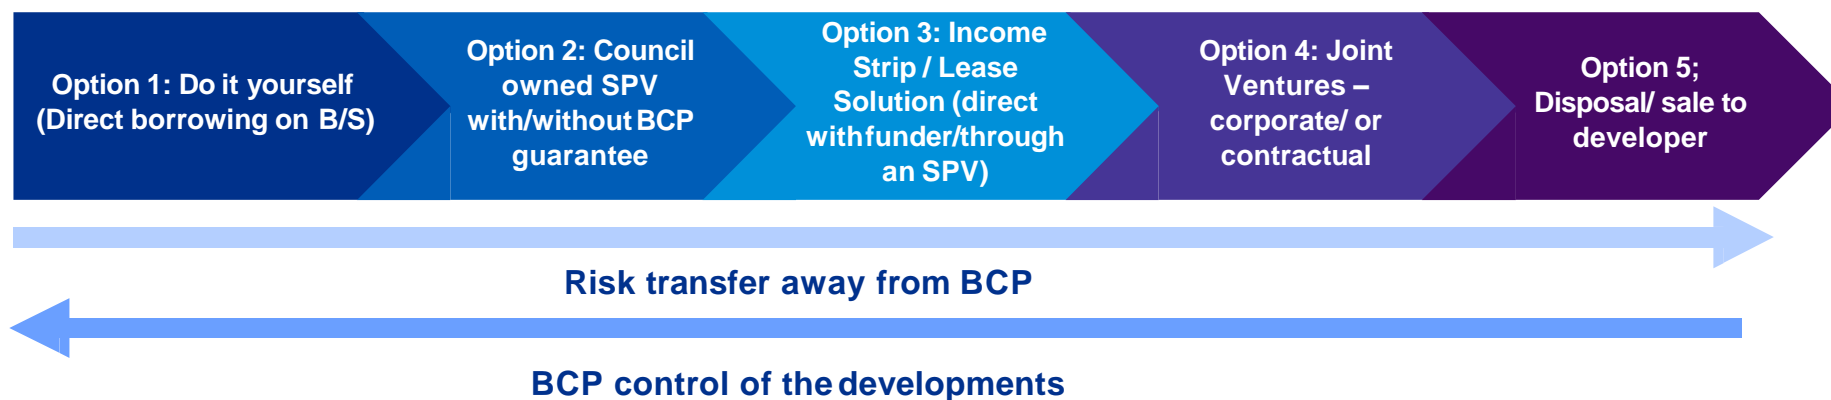 Option 1: Do it yourself
(Direct borrowing on B/S)
Option 2: Council
owned SPV
with/without BCP
guarantee
Option 3: Income
Strip / Lease
Solution (direct
with funder/through
an SPV)
Option 4: Joint
Ventures –
corporate/ or
contractual
Option 5;
Disposal/ sale to
developer
Risk transfer away from BCP
BCP control of the developments